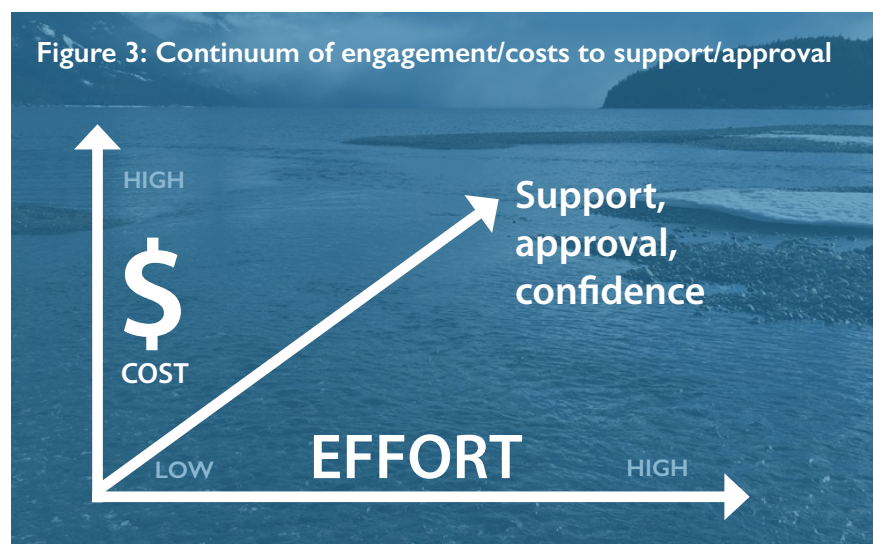 Figure 3: Continuum of engagement/costs to support/approval
HIGH
$
COST
Support,
approval,
confidence
LOW
EFFORT
HIGH